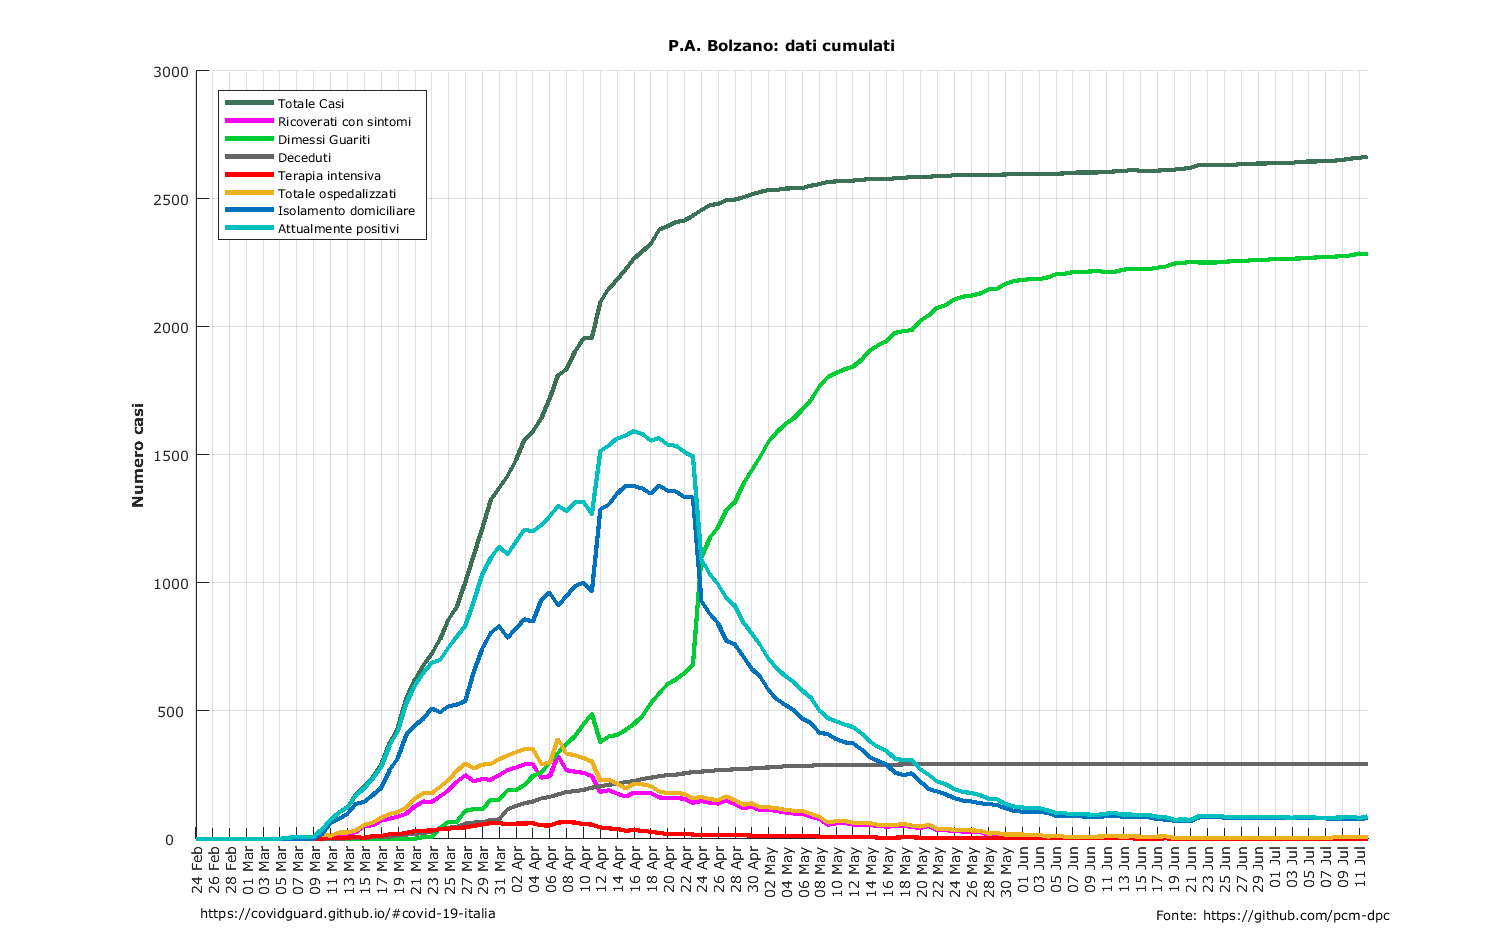 P.A. Bolzano: dati cumulati
3000
2500
2000
1500
1000
500
0
Numero casi
Totale Casi
Ricoverati con sintomi
Dimessi Guariti
Deceduti
Terapia intensiva
Totale ospedalizzati
Isolamento domiciliare
Attualmente positivi
24 Feb
26 Feb
28 Feb
01 Mar
03 Mar
05 Mar
07 Mar
09 Mar
11 Mar
13 Mar
15 Mar
17 Mar
19 Mar
21 Mar
23 Mar
25 Mar
27 Mar
29 Mar
31 Mar
02 Apr
04 Apr
06 Apr
08 Apr
10 Apr
12 Apr
14 Apr
16 Apr
18 Apr
20 Apr
22 Apr
24 Apr
26 Apr
28 Apr
30 Apr
02 May
04 May
06 May
08 May
10 May
12 May
14 May
16 May
18 May
20 May
22 May
24 May
26 May
28 May
30 May
01 Jun
03 Jun
05 Jun
07 Jun
09 Jun
11 Jun
13 Jun
15 Jun
17 Jun
19 Jun
21 Jun
23 Jun
25 Jun
27 Jun
29 Jun
01 Jul
03 Jul
05 Jul
07 Jul
09 Jul
11 Jul
https://covidguard.github.io/#covid-19-italia
Fonte: https://github.com/pcm-dpc